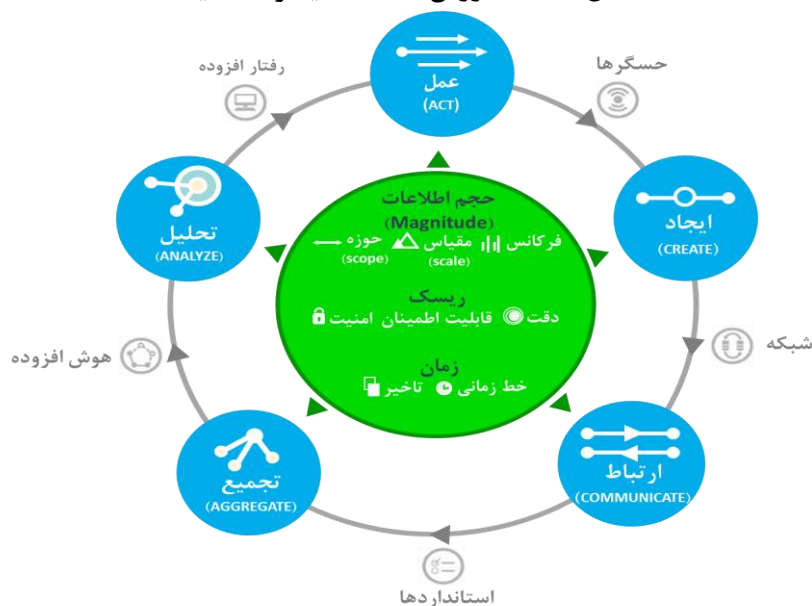 عمل
(ACT)
حسگرها
ایجاد
(CREATE)
شبکه
ارتباط
(COMMUNICATE)
استانداردها
تجمیع
(AGGREGATE)
هوش افزوده
تحلیل
(ANALYZE)
رفتار افزوده
حجم اطلاعات
(Magnitude)
فرکانس مقیاس حوزه
(scale) (scope)
ریسک
دقت قابلیت اطمینان امنیت
زمان
خط زمانی تاخیر